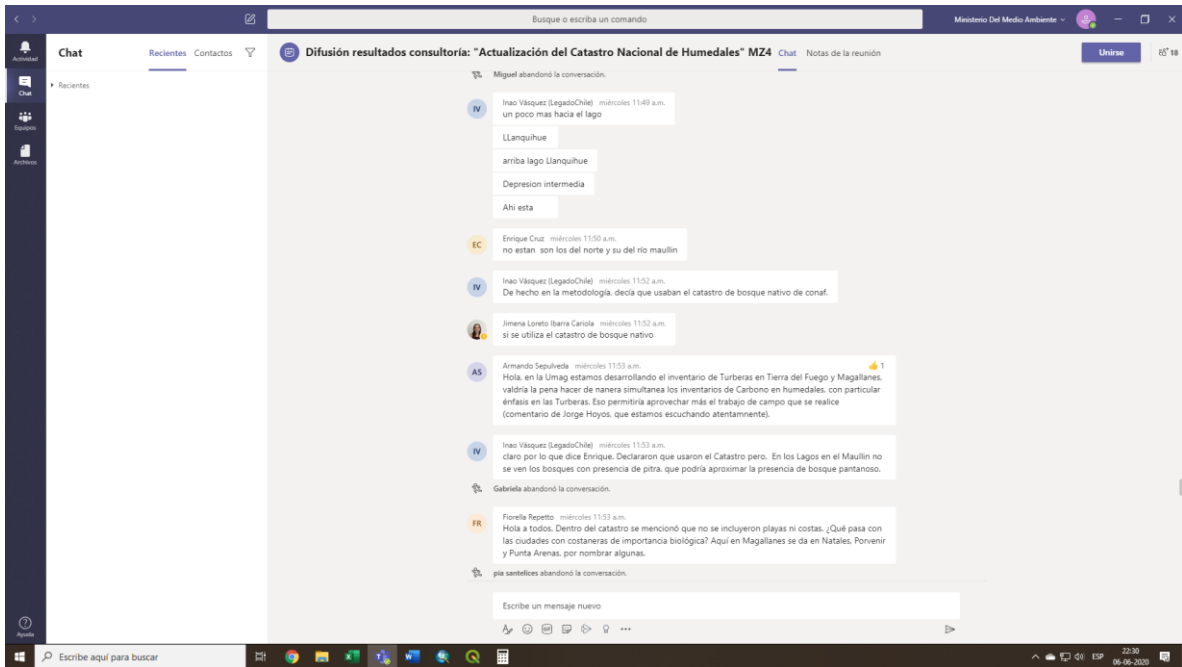 Busque o escriba un comando
Ministerio Del Medio Ambiente
Actividad
Chat
Equipos
Archivos
Ayuda
Chat
Recientes
Contactos
Recientes
Difusión resultados consultoría: "Actualización del Catastro Nacional de Humedales" MZ4
Chat
Notas de la reunión
Unirse
18
Miguel abandonó la conversación.
IV
Inao Vásquez (LegadoChile) miércoles 11:49 a.m.
un poco mas hacia el lago
LLanquihue
arriba lago Llanquihue
Depresion intermedia
Ahi esta
EC
Enrique Cruz miércoles 11:50 a.m.
no estan son los del norte y su del río maullin
IV
Inao Vásquez (LegadoChile) miércoles 11:52 a.m.
De hecho en la metodología, decía que usaban el catastro de bosque nativo de conaf.
Jimena Loreto Ibarra Cariola miércoles 11:52 a.m.
si se utiliza el catastro de bosque nativo
AS
Armando Sepulveda miércoles 11:53 a.m.
1
Hola, en la Umag estamos desarrollando el inventario de Turberas en Tierra del Fuego y Magallanes,
valdría la pena hacer de nanera simultanea los inventarios de Carbono en humedales, con particular
énfasis en las Turberas. Eso permitiría aprovechar más el trabajo de campo que se realice
(comentario de Jorge Hoyos, que estamos escuchando atentamnente).
IV
Inao Vásquez (LegadoChile) miércoles 11:53 a.m.
claro por lo que dice Enrique. Declararon que usaron el Catastro pero. En los Lagos en el Maullin no
se ven los bosques con presencia de pitra, que podría aproximar la presencia de bosque pantanoso.
Gabriela abandonó la conversación.
FR
Fiorella Repetto miércoles 11:53 a.m.
Hola a todos. Dentro del catastro se mencionó que no se incluyeron playas ni costas. ¿Qué pasa con
las ciudades con costaneras de importancia biológica? Aquí en Magallanes se da en Natales, Porvenir
y Punta Arenas, por nombrar algunas.
pia santelices abandonó la conversación.
Escribe un mensaje nuevo
GIF
Escribe aquí para buscar
ESP
22:30
06-06-2020